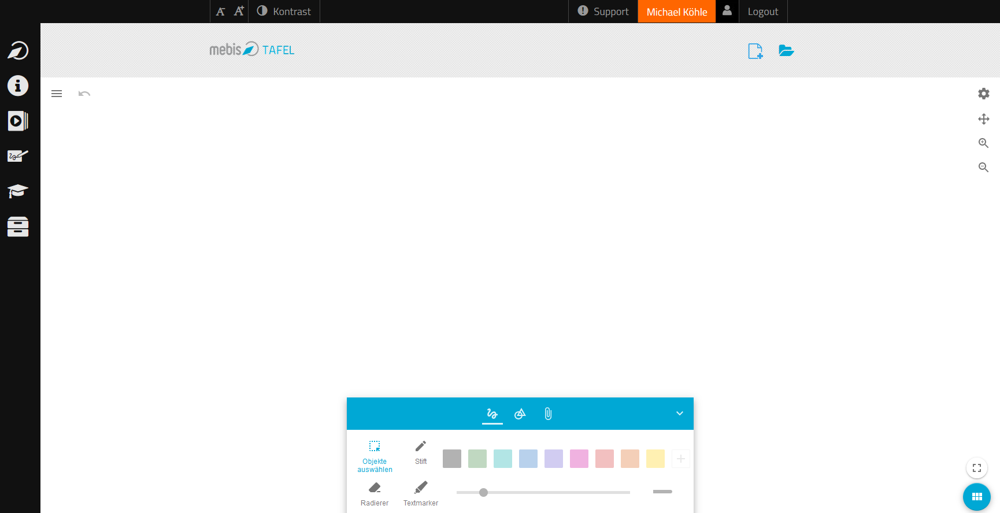 A- A+ Kontrast Support Michael Köhle Logout
mebis TAFEL
Objekte
auswählen
Stift
Radierer
Textmarker